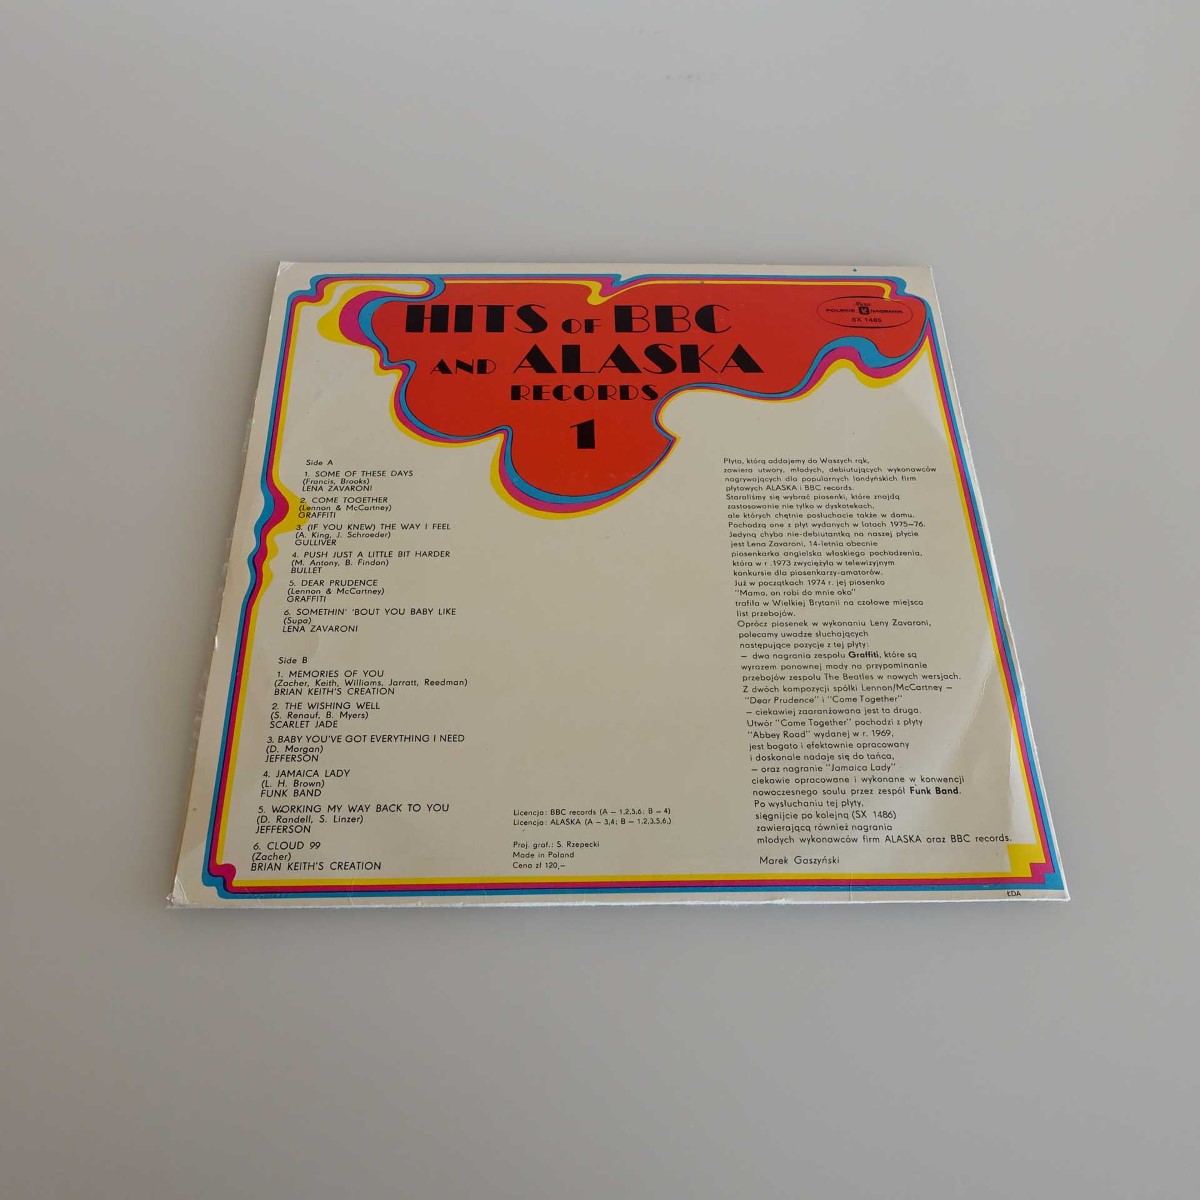 HITS OF BBC
AND ALASKA
RECORDS
1
Muza
POLSKIE NAGRANIA
SX 1485
Side A
1. SOME OF THESE DAYS
(Francis, Brooks)
LENA ZAVARONI
2. COME TOGETHER
(Lennon & McCartney)
GRAFFITI
3. (IF YOU KNEW) THE WAY I FEEL
(A. King, J. Schroeder)
GULLIVER
4. PUSH JUST A LITTLE BIT HARDER
(M. Antony, B. Findon)
BULLET
5. DEAR PRUDENCE
(Lennon & McCartney)
GRAFFITI
6. SOMETHIN' 'BOUT YOU BABY LIKE
(Supa)
LENA ZAVARONI
Side B
1. MEMORIES OF YOU
(Zacher, Keith, Williams, Jarratt, Reedman)
BRIAN KEITH'S CREATION
2. THE WISHING WELL
(S. Renauf, B. Myers)
SCARLET JADE
3. BABY YOU'VE GOT EVERYTHING I NEED
(D. Morgan)
JEFFERSON
4. JAMAICA LADY
(L. H. Brown)
FUNK BAND
5. WORKING MY WAY BACK TO YOU
(D. Randell, S. Linzer)
JEFFERSON
6. CLOUD 99
(Zacher)
BRIAN KEITH'S CREATION
Licencja: BBC records (A – 1,2,5,6; B – 4)
Licencja: ALASKA (A – 3,4; B – 1,2,3,5,6,)
Proj. graf.: S. Rzepecki
Made in Poland
Cena zł 120,–
Płyta, którą oddajemy do Waszych rąk,
zawiera utwory, młodych, debiutujących wykonawców
nagrywających dla popularnych londyńskich firm
płytowych ALASKA i BBC records.
Staraliśmy się wybrać piosenki, które znajdą
zastosowanie nie tylko w dyskotekach,
ale których chętnie posłuchacie także w domu.
Pochodzą one z płyt wydanych w latach 1975–76.
Jedyną chyba nie-debiutantką na naszej płycie
jest Lena Zavaroni, 14-letnia obecnie
piosenkarka angielska włoskiego pochodzenia,
która w r .1973 zwyciężyła w telewizyjnym
konkursie dla piosenkarzy-amatorów.
Już w początkach 1974 r. jej piosenka
"Mamo, on robi do mnie oko"
trafiła w Wielkiej Brytanii na czołowe miejsca
list przebojów.
Oprócz piosenek w wykonaniu Leny Zavaroni,
polecamy uwadze słuchających
następujące pozycje z tej płyty:
– dwa nagrania zespołu Graffiti, które są
wyrazem ponownej mody na przypominanie
przebojów zespołu The Beatles w nowych wersjach.
Z dwóch kompozycji spółki Lennon/McCartney –
"Dear Prudence" i "Come Together"
– ciekawiej zaaranżowana jest ta druga.
Utwór "Come Together" pochodzi z płyty
"Abbey Road" wydanej w r. 1969,
jest bogato i efektownie opracowany
i doskonale nadaje się do tańca,
– oraz nagranie "Jamaica Lady"
ciekowie opracowane i wykonane w konwencji
nowoczesnego soulu przez zespół Funk Band.
Po wysłuchaniu tej płyty,
sięgnijcie po kolejną (SX 1486)
zawierającą również nagrania
młodych wykonawców firm ALASKA oraz BBC records.
Marek Gaszyński
ŁDA